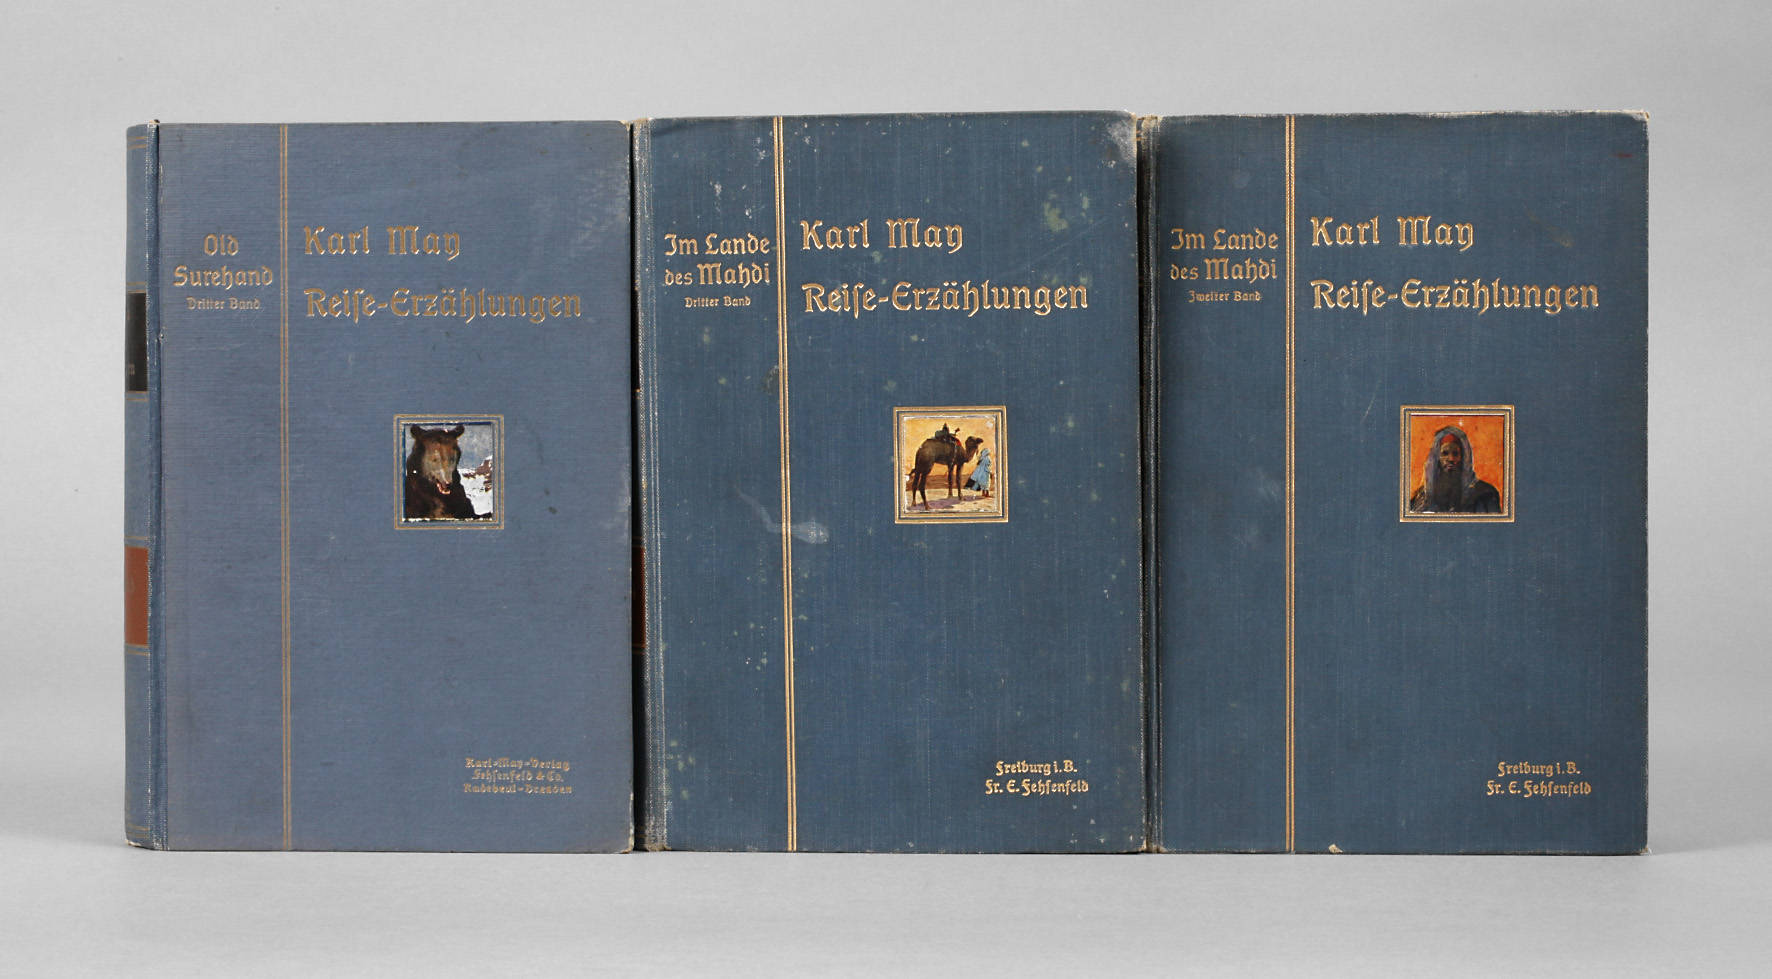 Old
Surehand
Dritter Band
Karl May
Reiſe-Erzählungen
Karl-May-Verlag
Fehſenfeld & Co.
Radebeul-Dresden
Im Lande
des Mahdi
Dritter Band
Karl May
Reiſe-Erzählungen
Freiburg i. B.
Fr. E. Fehſenfeld
Im Lande
des Mahdi
Zweiter Band
Karl May
Reiſe-Erzählungen
Freiburg i. B.
Fr. E. Fehſenfeld